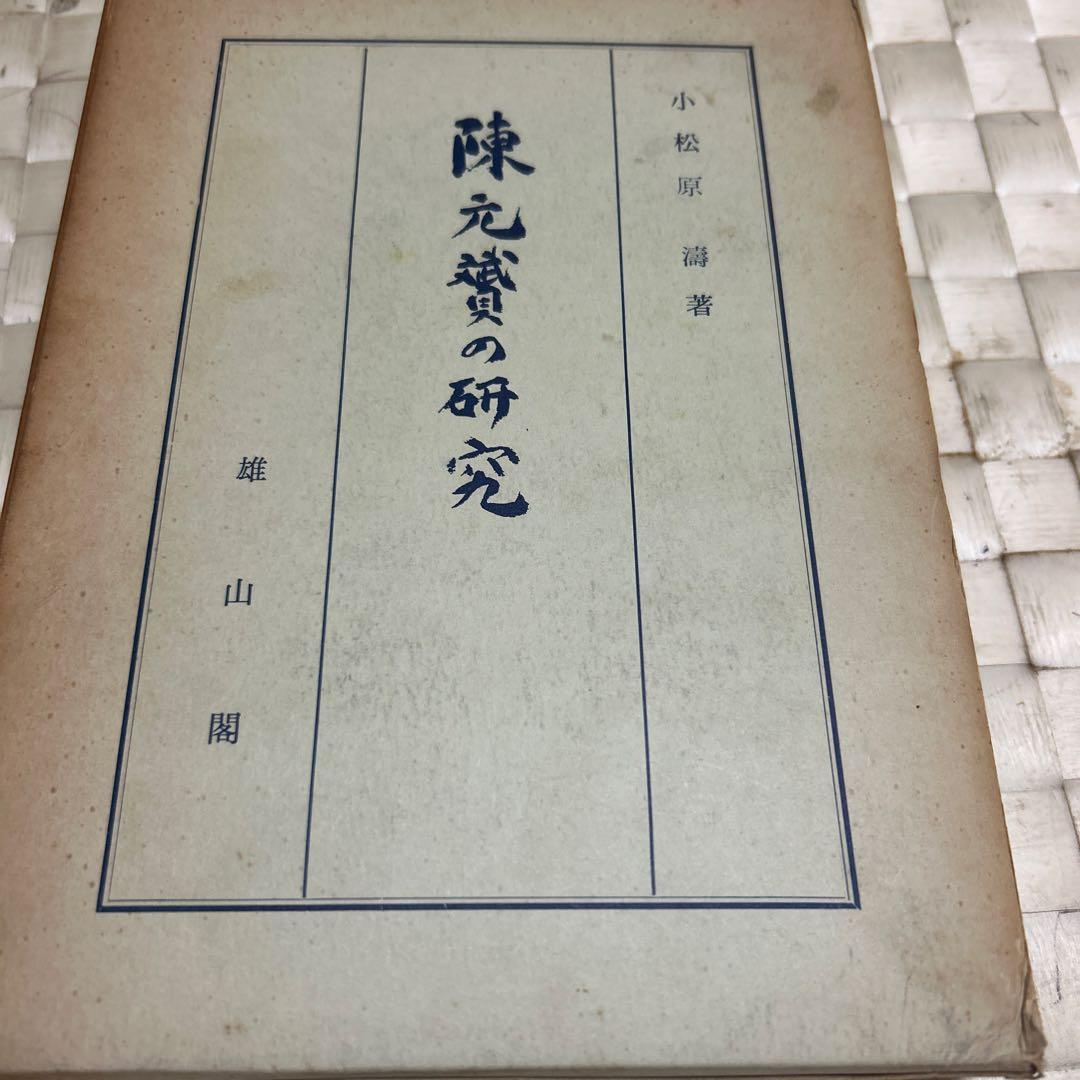 小松原 濤著
陳元贇の研究
雄山閣